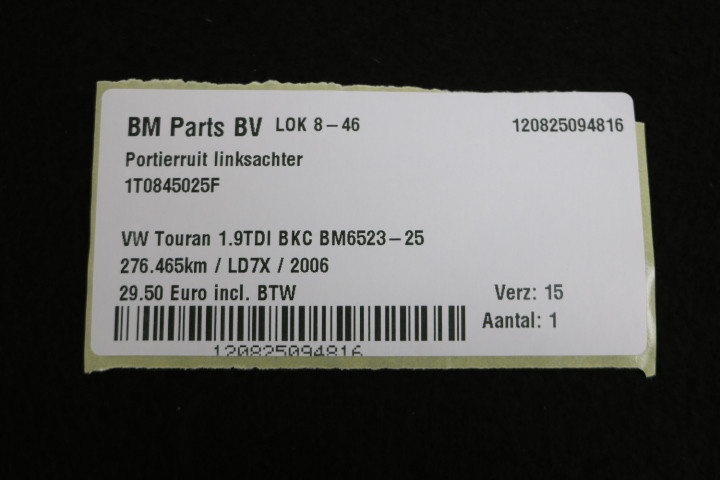 BM Parts BV LOK 8-46 120825094816
Portierruit linksachter
1T0845025F
VW Touran 1.9TDI BKC BM6523-25
276.465km / LD7X / 2006
29.50 Euro incl. BTW Verz: 15
Aantal: 1
120825094816